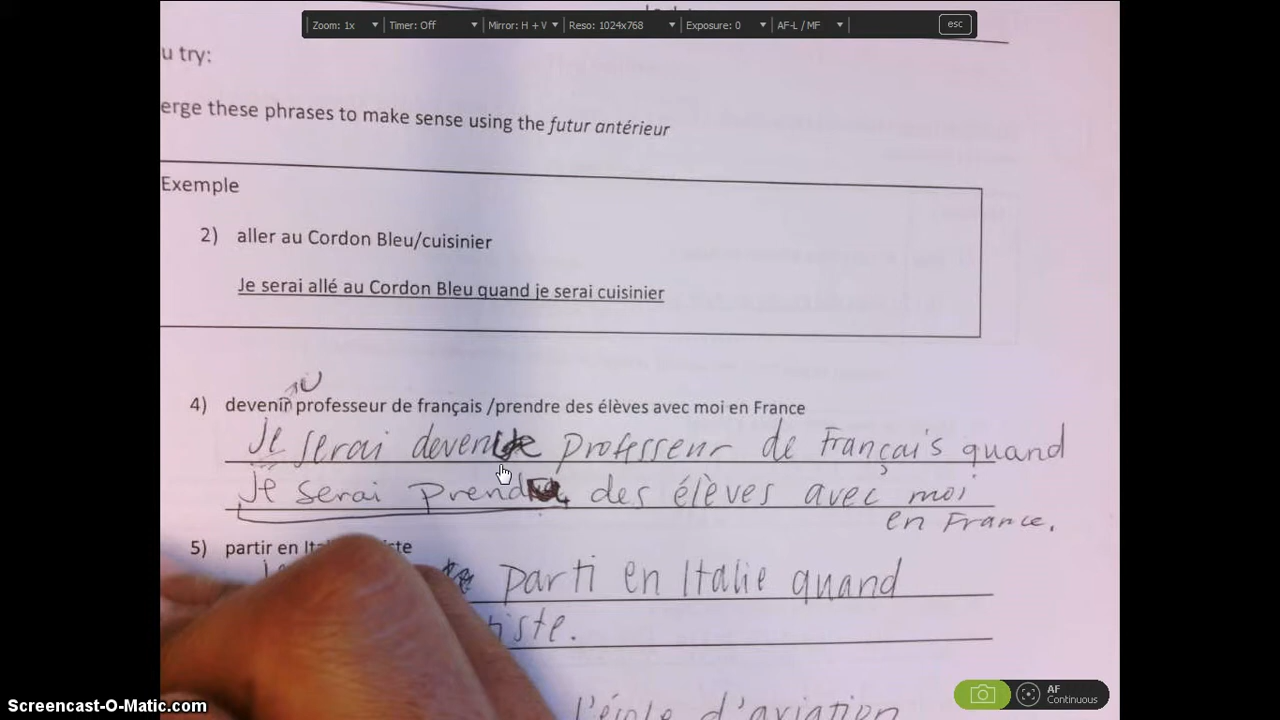 Zoom: 1x Timer: Off Mirror: H + V Reso: 1024x768 Exposure: 0 AF-L / MF esc
u try:
erge these phrases to make sense using the futur antérieur
Exemple
2) aller au Cordon Bleu/cuisinier
Je serai allé au Cordon Bleu quand je serai cuisinier
u
4) devenir professeur de français /prendre des élèves avec moi en France
Je serai professeur de Français quand
je serai des élèves avec moi
en France.
5) partir en
parti en Italie quand
l'école d'aviation
AF
Continuous
Screencast-O-Matic.com